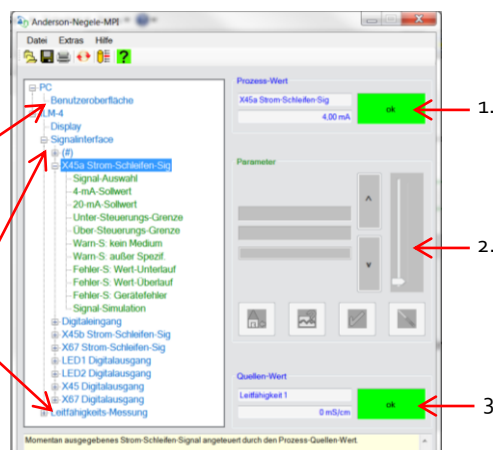 Anderson-Negele-MPI
Datei Extras Hilfe
?
PC
Benutzeroberfläche
LM-4
Display
Signalinterface
(#)
X45a Strom-Schleifen-Sig
Signal-Auswahl
4-mA-Sollwert
20-mA-Sollwert
Unter-Steuerungs-Grenze
Über-Steuerungs-Grenze
Warn-S: kein Medium
Warn-S: außer Spezif.
Fehler-S: Wert-Unterlauf
Fehler-S: Wert-Überlauf
Fehler-S: Gerätefehler
Signal-Simulation
Digitaleingang
X45b Strom-Schleifen-Sig
X67 Strom-Schleifen-Sig
LED1 Digitalausgang
LED2 Digitalausgang
X45 Digitalausgang
X67 Digitalausgang
Leitfähigkeits-Messung
Prozess-Wert
X45a Strom-Schleifen-Sig
4,00 mA
ok
1.
Parameter
2.
Quellen-Wert
Leitfähigkeit 1
0 mS/cm
ok
3
Momentan ausgegebenes Strom-Schleifen-Signal angeteuert durch den Prozess-Quellen-Wert.